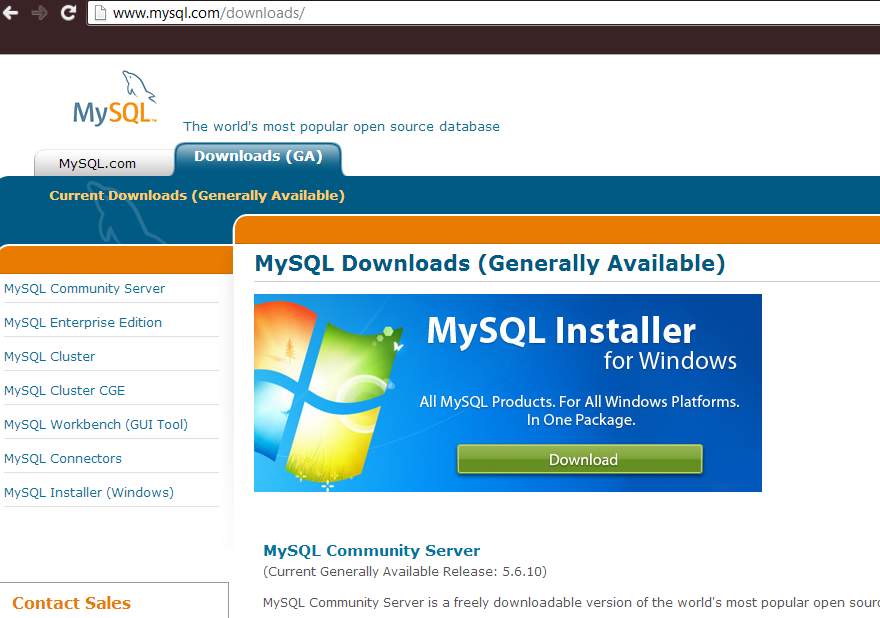 www.mysql.com/downloads/
MySQL™
The world's most popular open source database
MySQL.com
Downloads (GA)
Current Downloads (Generally Available)
MySQL Downloads (Generally Available)
MySQL Community Server
MySQL Enterprise Edition
MySQL Cluster
MySQL Cluster CGE
MySQL Workbench (GUI Tool)
MySQL Connectors
MySQL Installer (Windows)
MySQL Installer
for Windows
All MySQL Products. For All Windows Platforms.
In One Package.
Download
MySQL Community Server
(Current Generally Available Release: 5.6.10)
MySQL Community Server is a freely downloadable version of the world's most popular open sour
Contact Sales